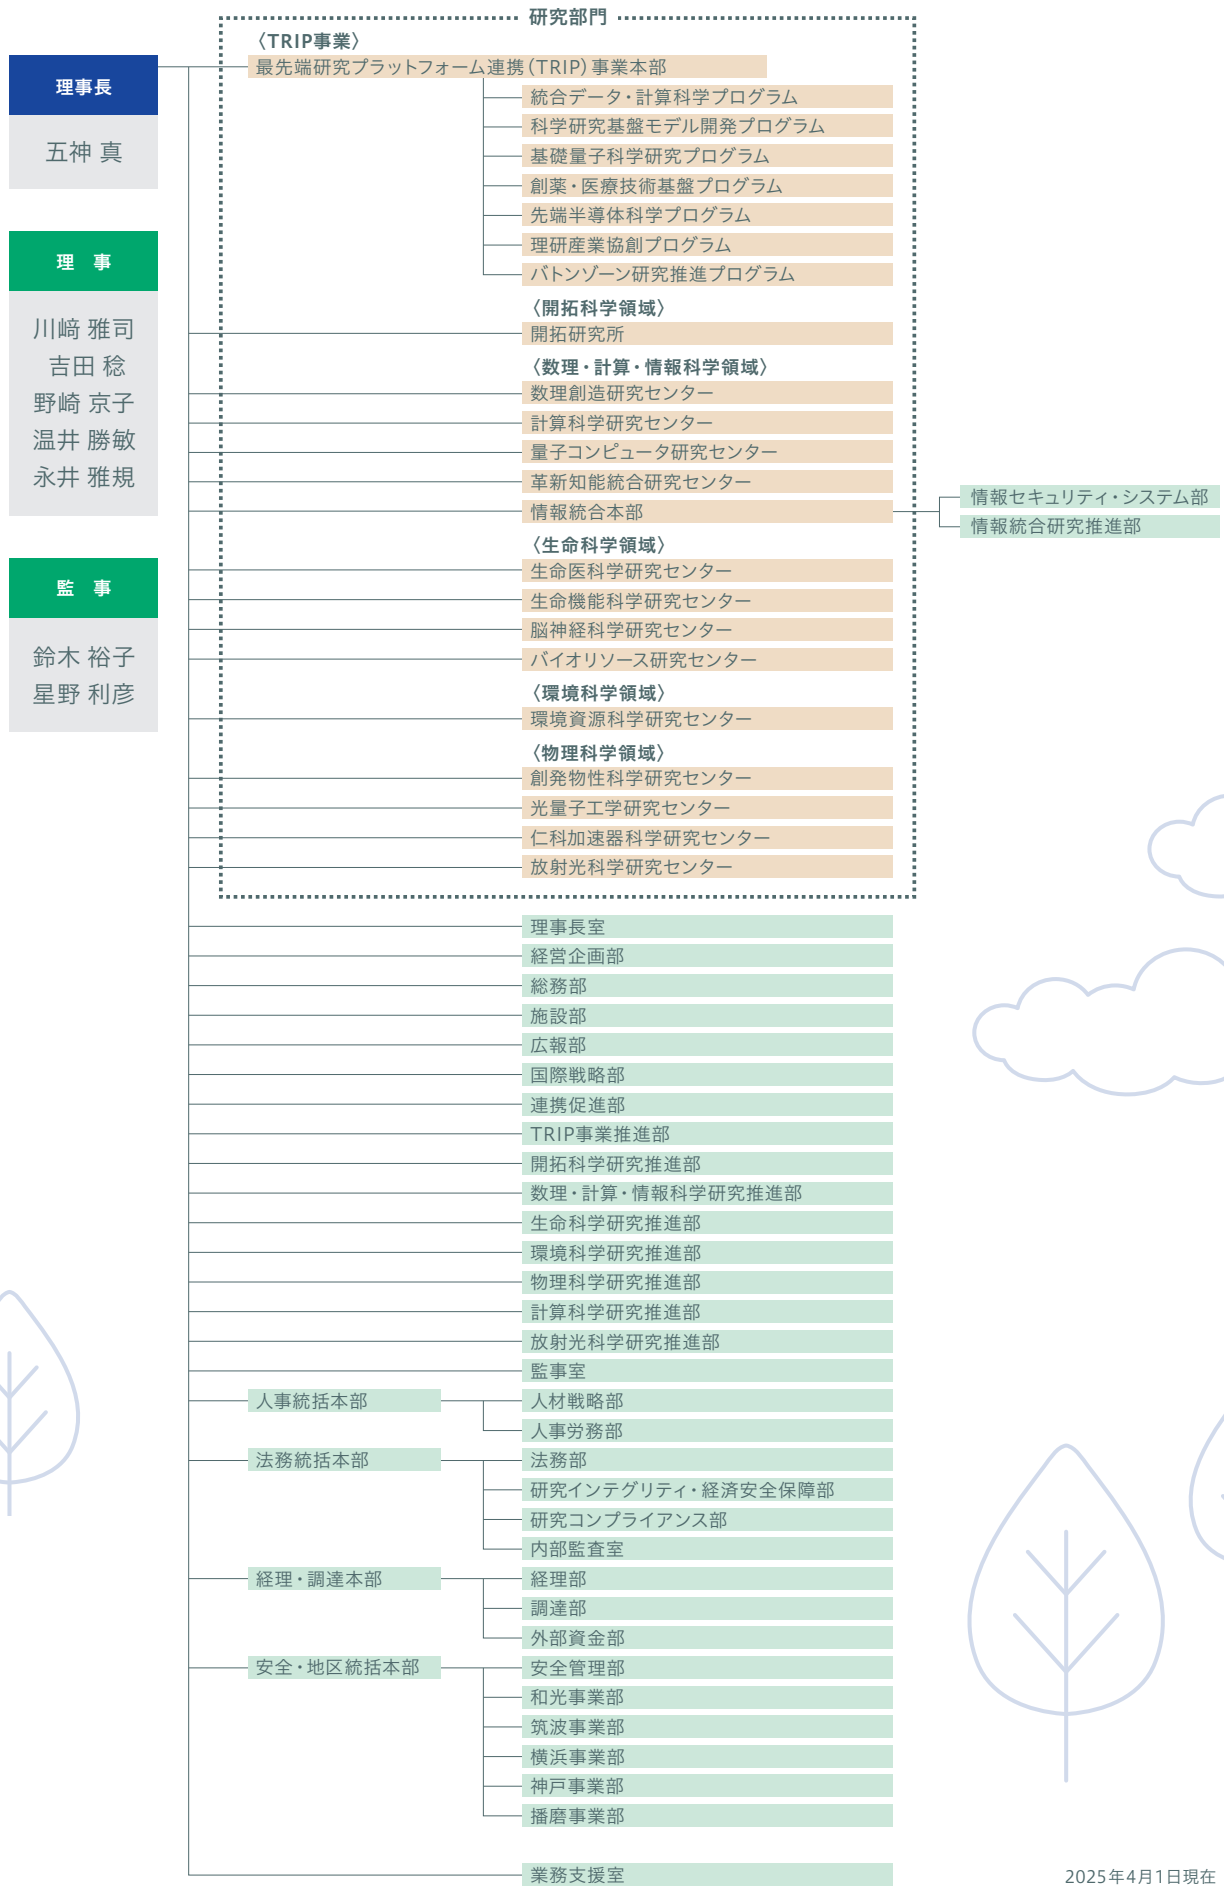 研究部門
〈TRIP事業〉
最先端研究プラットフォーム連携(TRIP)事業本部
統合データ・計算科学プログラム
科学研究基盤モデル開発プログラム
基礎量子科学研究プログラム
創薬・医療技術基盤プログラム
先端半導体科学プログラム
理研産業協創プログラム
バトンゾーン研究推進プログラム
理事長
五神 真
理 事
川﨑 雅司
吉田 稔
野崎 京子
温井 勝敏
永井 雅規
監 事
鈴木 裕子
星野 利彦
〈開拓科学領域〉
開拓研究所
〈数理・計算・情報科学領域〉
数理創造研究センター
計算科学研究センター
量子コンピュータ研究センター
革新知能統合研究センター
情報統合本部
情報セキュリティ・システム部
情報統合研究推進部
〈生命科学領域〉
生命医科学研究センター
生命機能科学研究センター
脳神経科学研究センター
バイオリソース研究センター
〈環境科学領域〉
環境資源科学研究センター
〈物理科学領域〉
創発物性科学研究センター
光量子工学研究センター
仁科加速器科学研究センター
放射光科学研究センター
理事長室
経営企画部
総務部
施設部
広報部
国際戦略部
連携促進部
TRIP事業推進部
開拓科学研究推進部
数理・計算・情報科学研究推進部
生命科学研究推進部
環境科学研究推進部
物理科学研究推進部
計算科学研究推進部
放射光科学研究推進部
監事室
人事統括本部
人材戦略部
人事労務部
法務統括本部
法務部
研究インテグリティ・経済安全保障部
研究コンプライアンス部
内部監査室
経理・調達本部
経理部
調達部
外部資金部
安全・地区統括本部
安全管理部
和光事業部
筑波事業部
横浜事業部
神戸事業部
播磨事業部
業務支援室
2025年4月1日現在